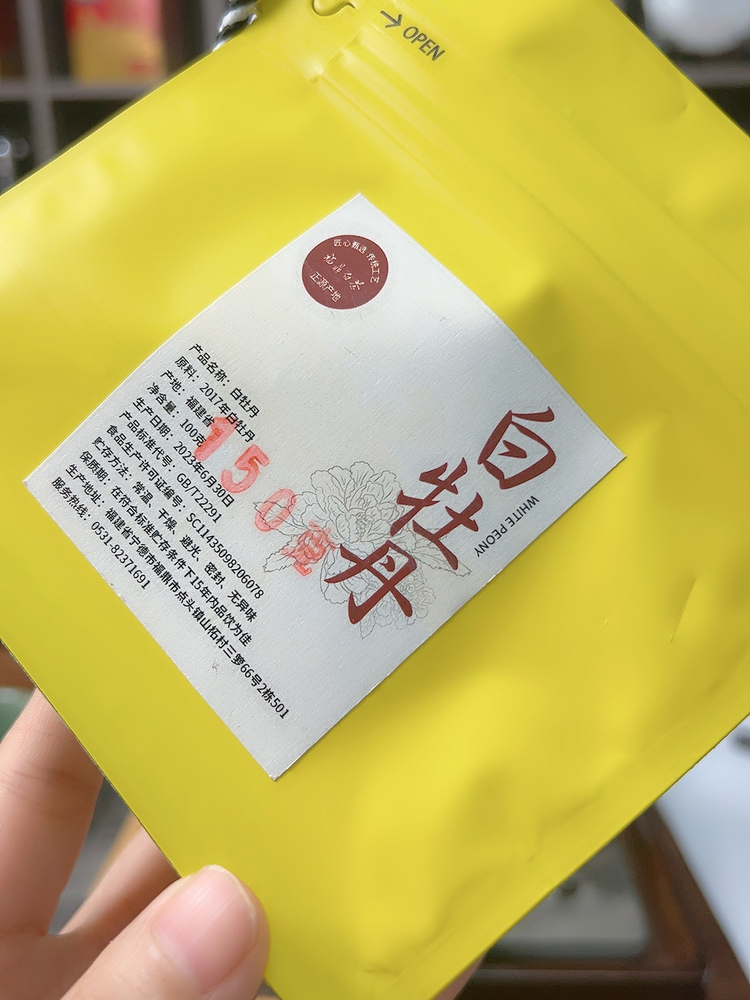 OPEN
匠心甄选 传统工艺
福鼎白茶
正源产地
产品名称：白牡丹
原料：2017年白牡丹
产地：福建省
净含量：100克
150克
生产日期：2023年6月30日
产品标准代号：GB/T22291
食品生产许可证编号：SC11435098206078
贮存方法：常温、干燥、避光、密封、无异味
保质期：在符合标准贮存条件下15年内品饮为佳
生产地址：福建省宁德市福鼎市点头镇山柘村三箩66号2栋501
服务热线：0531-82371691
白牡丹
WHITE PEONY